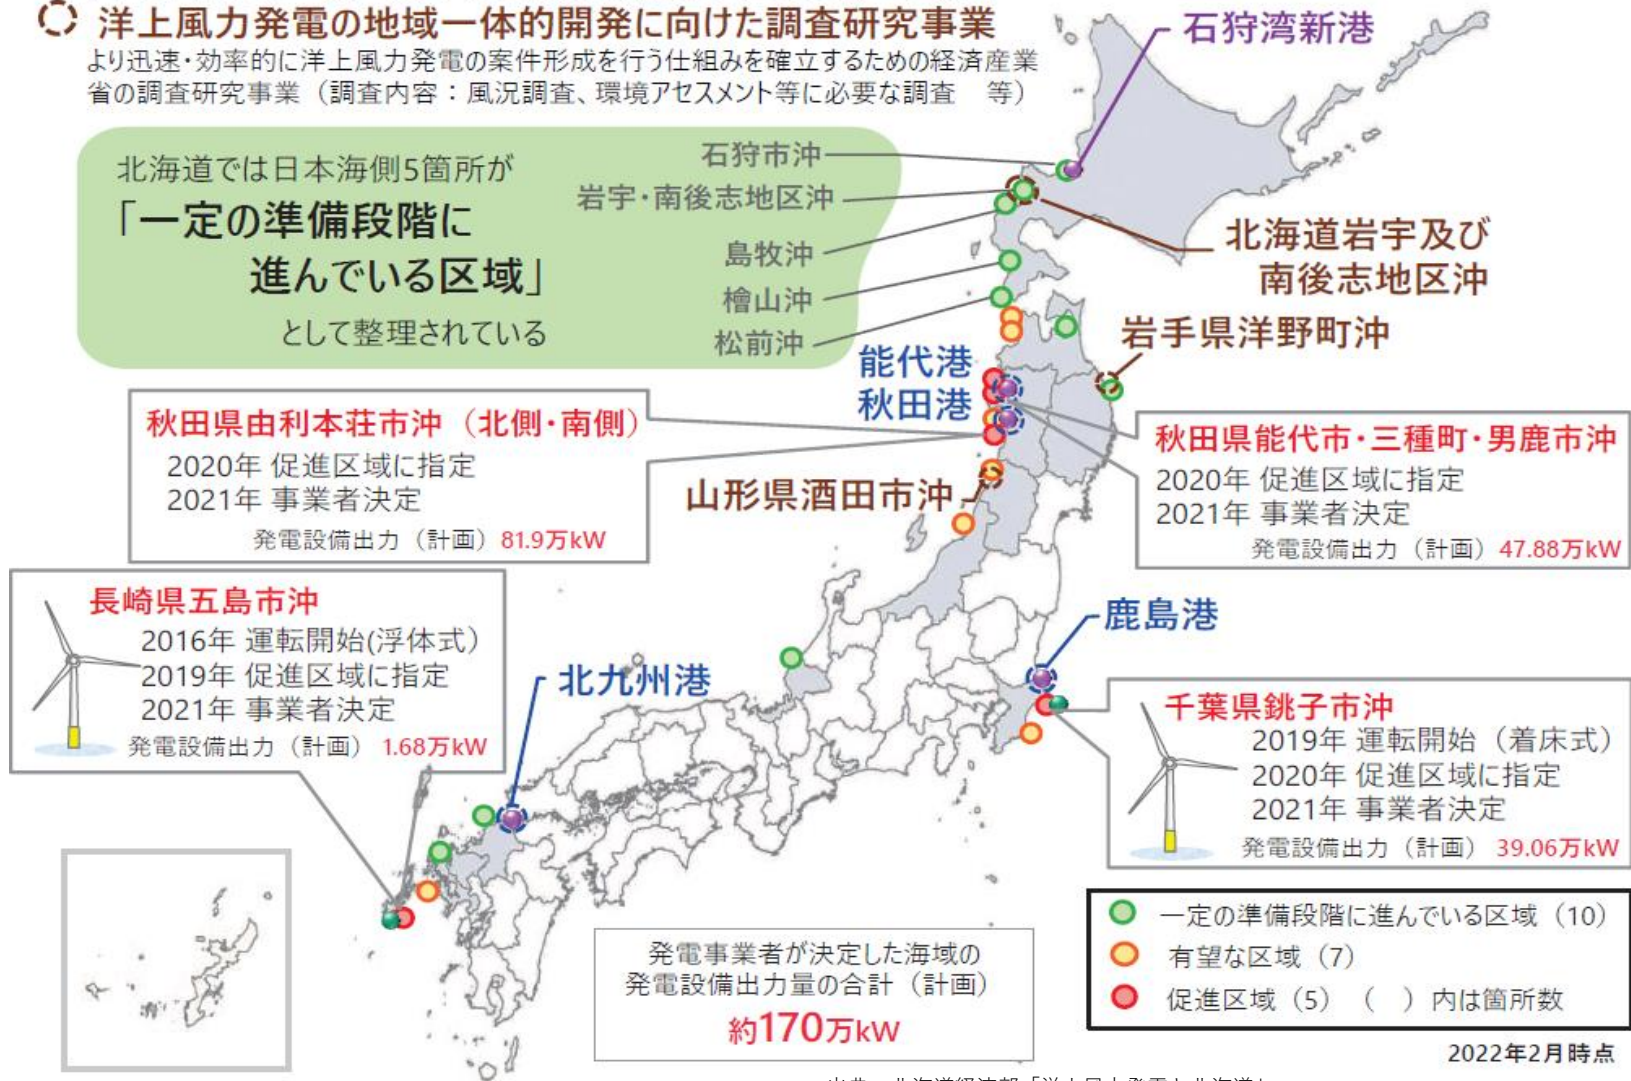 洋上風力発電の地域一体的開発に向けた調査研究事業
より迅速・効率的に洋上風力発電の案件形成を行う仕組みを確立するための経済産業
省の調査研究事業（調査内容：風況調査、環境アセスメント等に必要な調査　等）
石狩湾新港
北海道では日本海側5箇所が
「一定の準備段階に
進んでいる区域」
として整理されている
石狩市沖
岩宇・南後志地区沖
島牧沖
檜山沖
松前沖
北海道岩宇及び
南後志地区沖
岩手県洋野町沖
能代港
秋田港
秋田県由利本荘市沖（北側・南側）
2020年 促進区域に指定
2021年 事業者決定
発電設備出力（計画）81.9万kW
秋田県能代市・三種町・男鹿市沖
2020年 促進区域に指定
2021年 事業者決定
発電設備出力（計画）47.88万kW
山形県酒田市沖
長崎県五島市沖
2016年 運転開始(浮体式）
2019年 促進区域に指定
2021年 事業者決定
発電設備出力（計画）1.68万kW
北九州港
鹿島港
千葉県銚子市沖
2019年 運転開始（着床式）
2020年 促進区域に指定
2021年 事業者決定
発電設備出力（計画）39.06万kW
発電事業者が決定した海域の
発電設備出力量の合計（計画）
約170万kW
一定の準備段階に進んでいる区域（10）
有望な区域（7）
促進区域（5）（　）内は箇所数
2022年2月時点